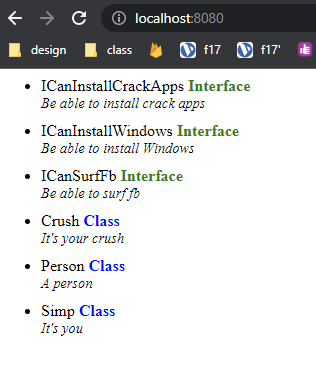 localhost:8080
design class f17 f17'
ICanInstallCrackApps Interface
Be able to install crack apps
ICanInstallWindows Interface
Be able to install Windows
ICanSurfFb Interface
Be able to surf fb
Crush Class
It's your crush
Person Class
A person
Simp Class
It's you